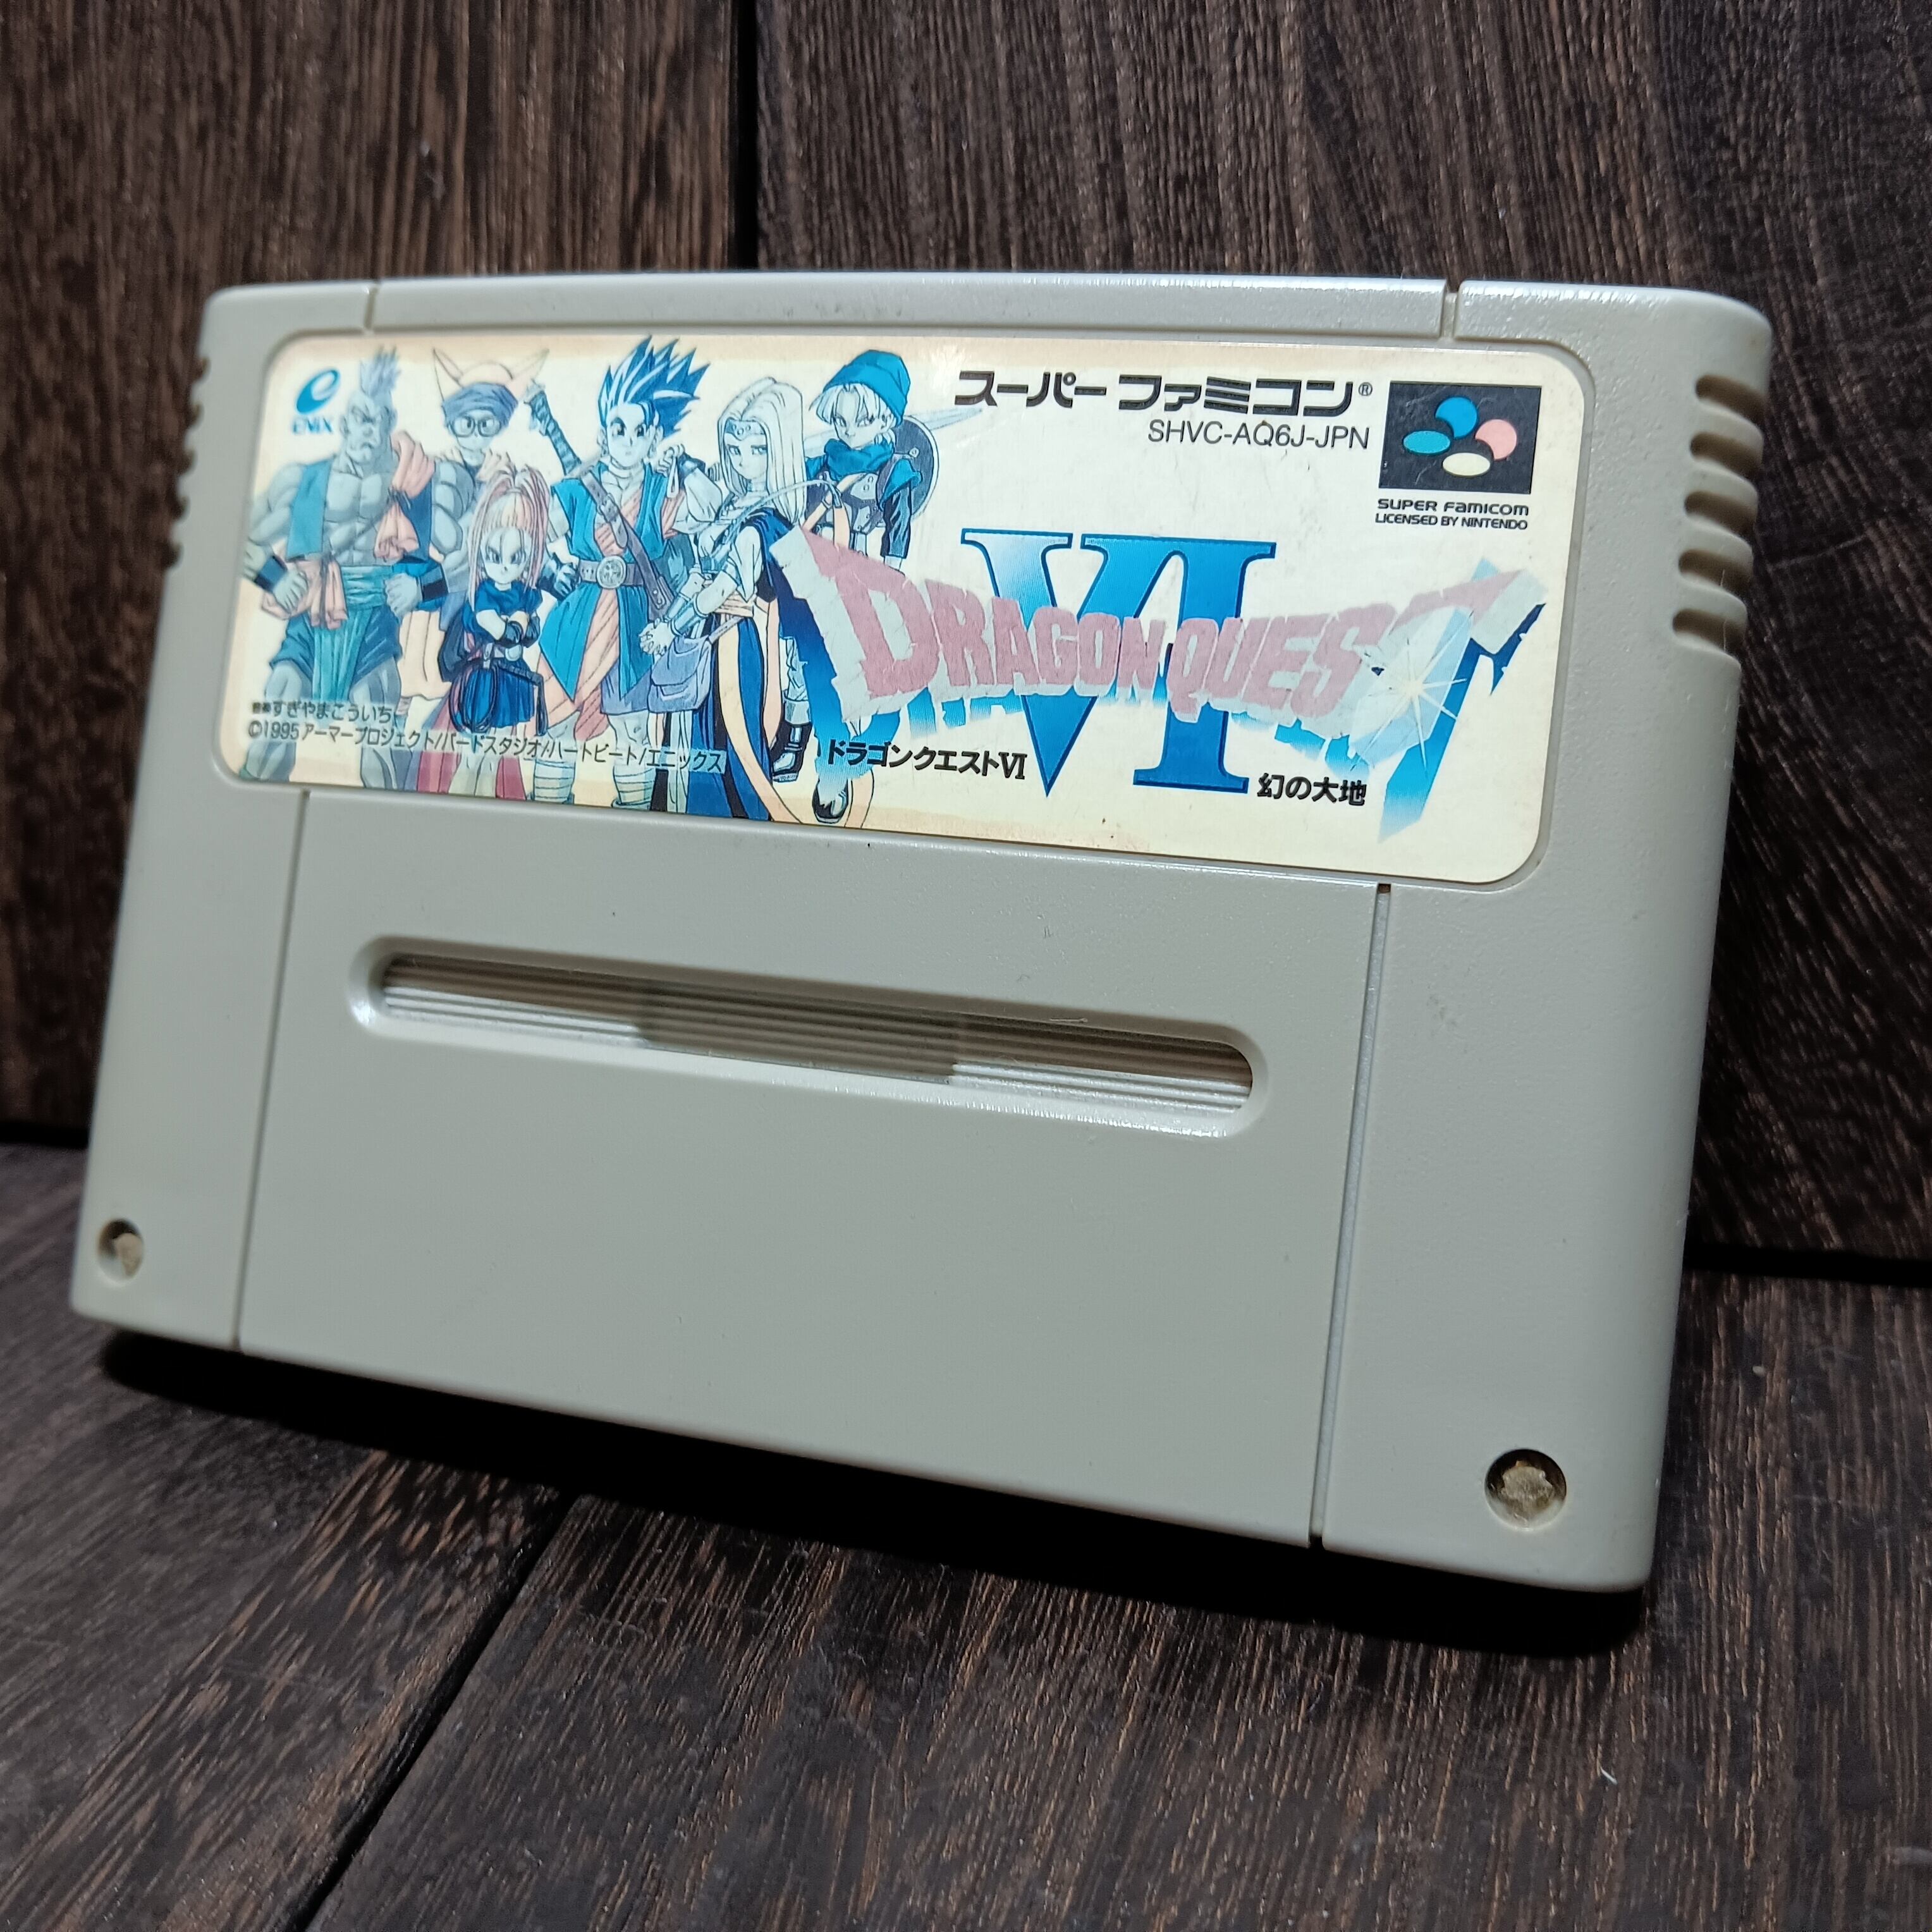 ENIX
スーパーファミコン®
SHVC-AQ6J-JPN
SUPER FAMICOM
LICENSED BY NINTENDO
VI
DRAGON QUEST
音楽すぎやまこういち
©1995 アーマープロジェクト/バードスタジオ/ハートビート/エニックス
ドラゴンクエストVI
幻の大地